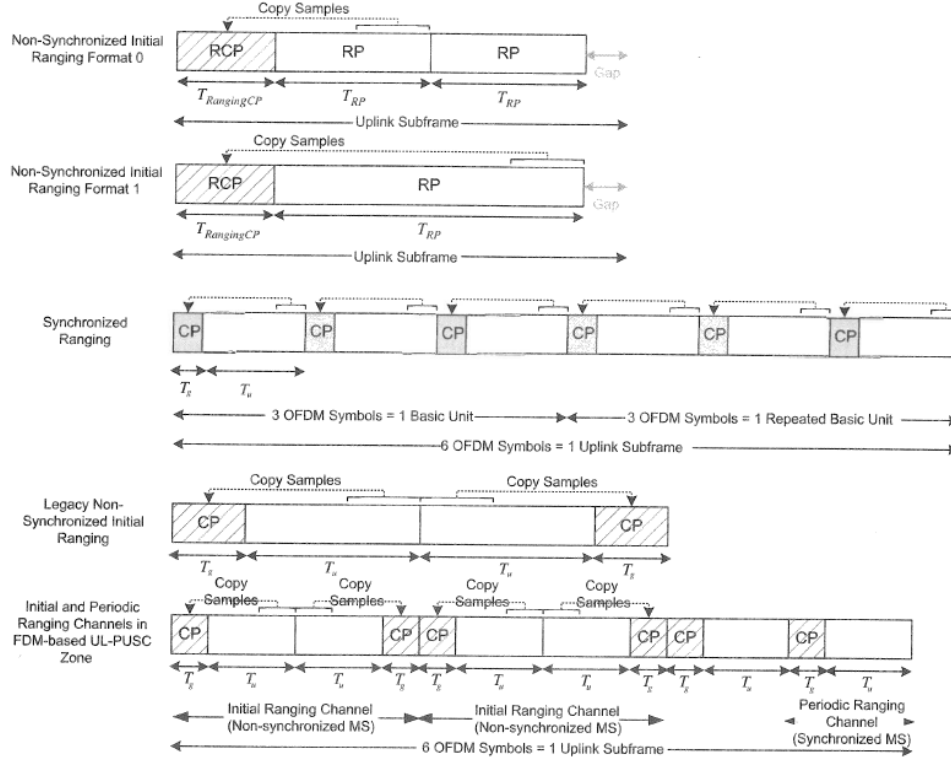 Copy Samples
Non-Synchronized Initial
Ranging Format 0
RCP
RP
RP
Gap
T_RangingCP
T_RP
T_RP
Uplink Subframe
Copy Samples
Non-Synchronized Initial
Ranging Format 1
RCP
RP
Gap
T_RangingCP
T_RP
Uplink Subframe
Synchronized
Ranging
CP
CP
CP
CP
CP
CP
T_g
T_u
3 OFDM Symbols = 1 Basic Unit
3 OFDM Symbols = 1 Repeated Basic Unit
6 OFDM Symbols = 1 Uplink Subframe
Copy Samples
Copy Samples
Legacy Non-
Synchronized Initial
Ranging
CP
CP
T_g
T_u
T_u
T_g
Copy
Samples
Copy
Samples
Copy
Samples
Copy
Samples
Initial and Periodic
Ranging Channels in
FDM-based UL-PUSC
Zone
CP
CP
CP
CP
CP
CP
T_g
T_u
T_u
T_g
T_g
T_u
T_u
T_g
T_g
T_u
T_g
T_u
Initial Ranging Channel
(Non-synchronized MS)
Initial Ranging Channel
(Non-synchronized MS)
Periodic Ranging
Channel
(Synchronized MS)
6 OFDM Symbols = 1 Uplink Subframe